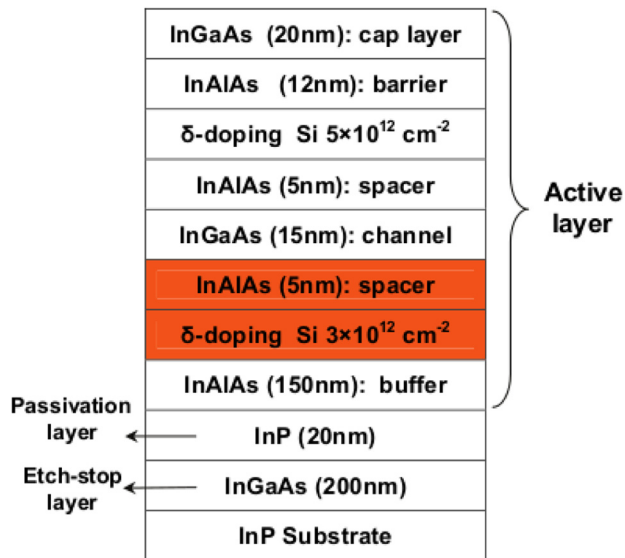 InGaAs (20nm): cap layer
InAlAs (12nm): barrier
δ-doping Si 5×10¹² cm⁻²
InAlAs (5nm): spacer
InGaAs (15nm): channel
InAlAs (5nm): spacer
δ-doping Si 3×10¹² cm⁻²
InAlAs (150nm): buffer
InP (20nm)
InGaAs (200nm)
InP Substrate
Active
layer
Passivation
layer
Etch-stop
layer